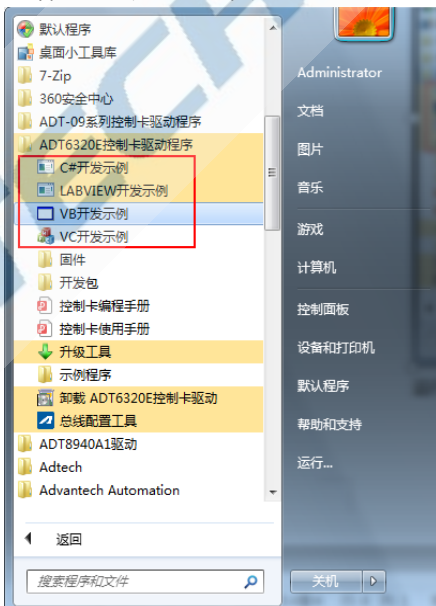 默认程序
桌面小工具库
7-Zip
360安全中心
ADT-09系列控制卡驱动程序
ADT6320E控制卡驱动程序
C#开发示例
LABVIEW开发示例
VB开发示例
VC开发示例
固件
开发包
控制卡编程手册
控制卡使用手册
升级工具
示例程序
卸载 ADT6320E控制卡驱动
总线配置工具
ADT8940A1驱动
Adtech
Advantech Automation
返回
搜索程序和文件
Administrator
文档
图片
音乐
游戏
计算机
控制面板
设备和打印机
默认程序
帮助和支持
运行...
关机